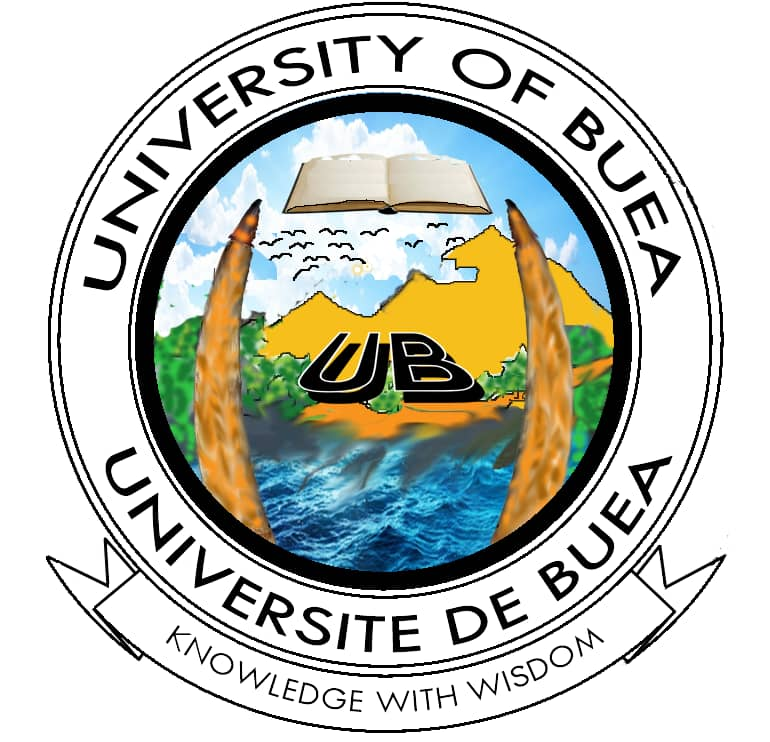 UNIVERSITY OF BUEA
UB
UNIVERSITE DE BUEA
KNOWLEDGE WITH WISDOM